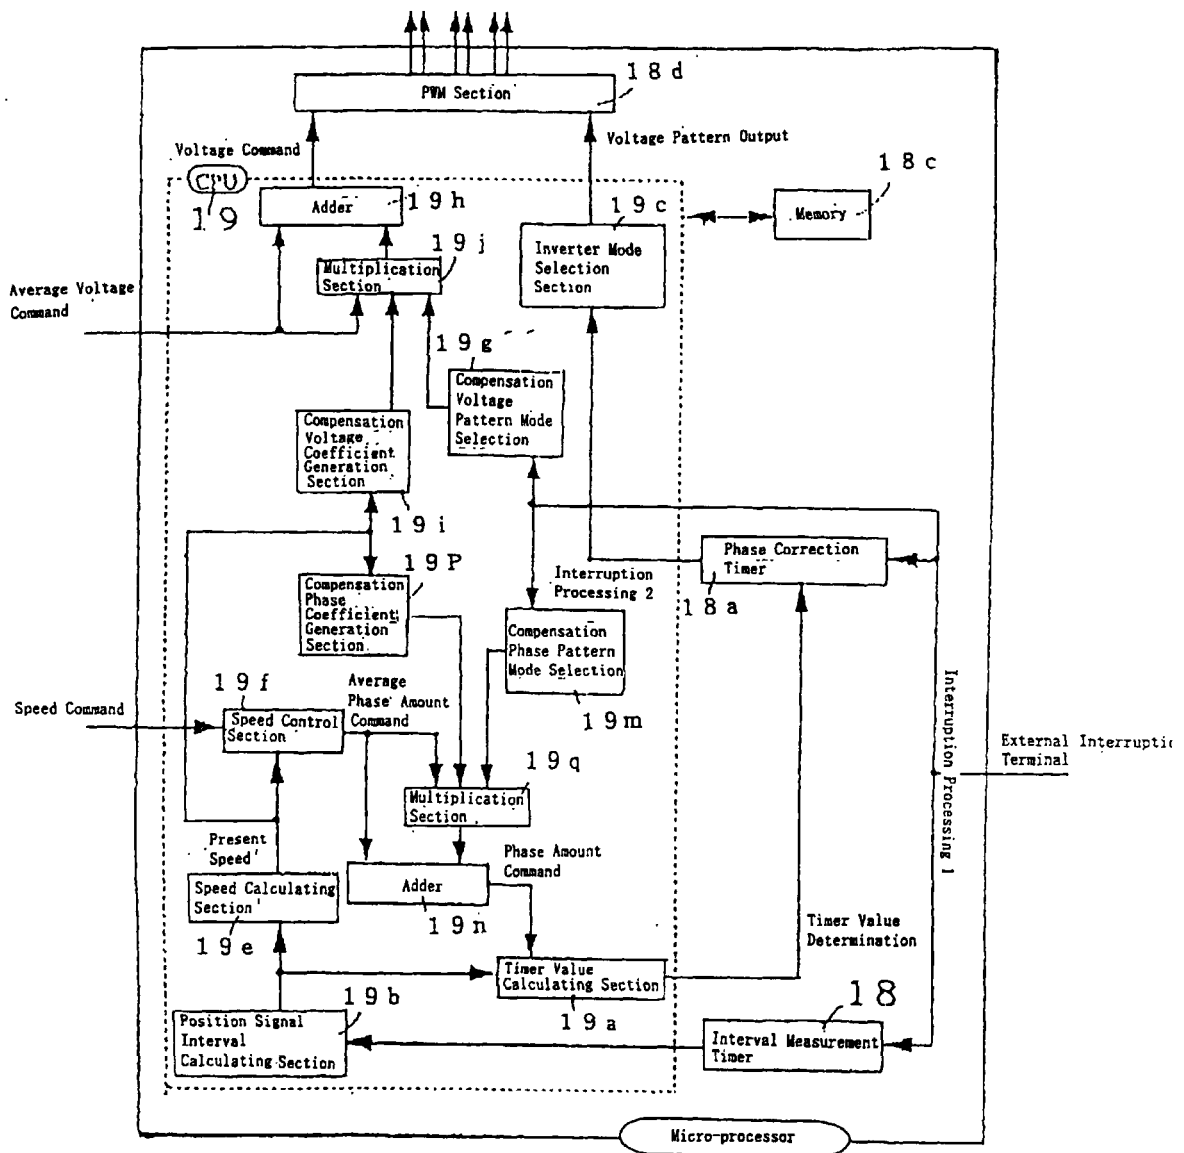 18d
PWM Section
Voltage Pattern Output
Voltage Command
CPU
19
Adder
19h
19c
18c
Memory
19j
Multiplication
Section
Inverter Mode
Selection
Section
Average Voltage
Command
19g
Compensation
Voltage
Pattern Mode
Selection
Compensation
Voltage
Coefficient
Generation
Section
19i
19P
Phase Correction
Timer
18a
Interruption
Processing 2
Compensation
Phase
Coefficient
Generation
Section
Compensation
Phase Pattern
Mode Selection
19m
19f
Average
Phase Amount
Command
Speed Command
Speed Control
Section
Interruption Processing 1
External Interruptic
Terminal
19q
Multiplication
Section
Present
Speed
Phase Amount
Command
Speed Calculating
Section
19e
Adder
19n
Timer Value
Determination
Timer Value
Calculating Section
19a
19b
Position Signal
Interval
Calculating Section
18
Interval Measurement
Timer
Micro-processor